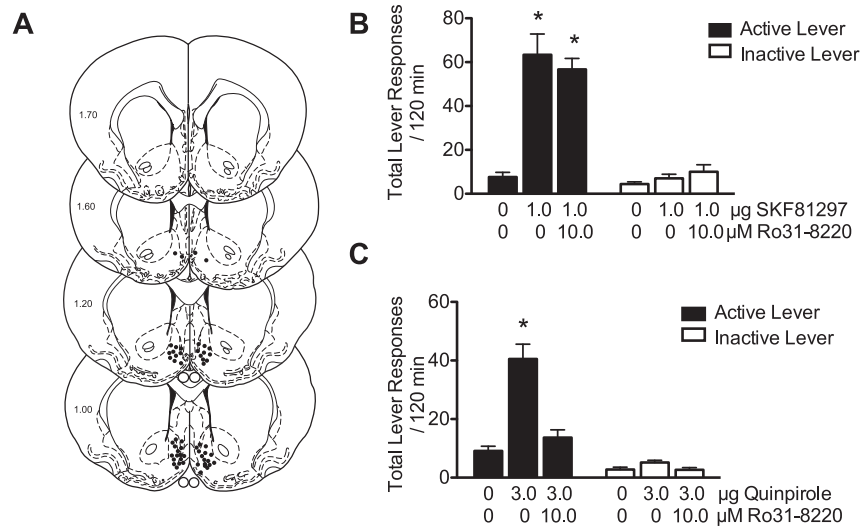 A
1.70
1.60
1.20
1.00
B
Total Lever Responses
/ 120 min
80
60
40
20
0
*
*
Active Lever
Inactive Lever
0 1.0 1.0 0 1.0 1.0 µg SKF81297
0 0 10.0 0 0 10.0 µM Ro31-8220
C
Total Lever Responses
/ 120 min
60
40
20
0
*
Active Lever
Inactive Lever
0 3.0 3.0 0 3.0 3.0 µg Quinpirole
0 0 10.0 0 0 10.0 µM Ro31-8220